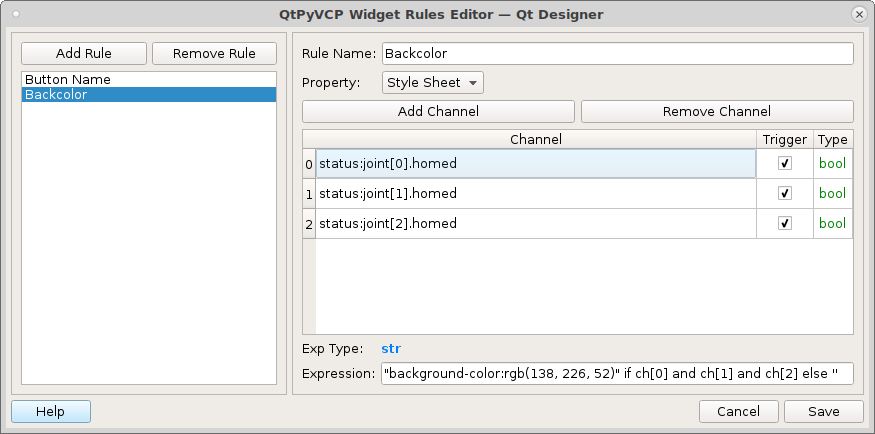 QtPyVCP Widget Rules Editor — Qt Designer
Add Rule Remove Rule
Button Name
Backcolor
Rule Name: Backcolor
Property: Style Sheet
Add Channel Remove Channel
Channel Trigger Type
0 status:joint[0].homed bool
1 status:joint[1].homed bool
2 status:joint[2].homed bool
Exp Type: str
Expression: "background-color:rgb(138, 226, 52)" if ch[0] and ch[1] and ch[2] else ''
Help Cancel Save